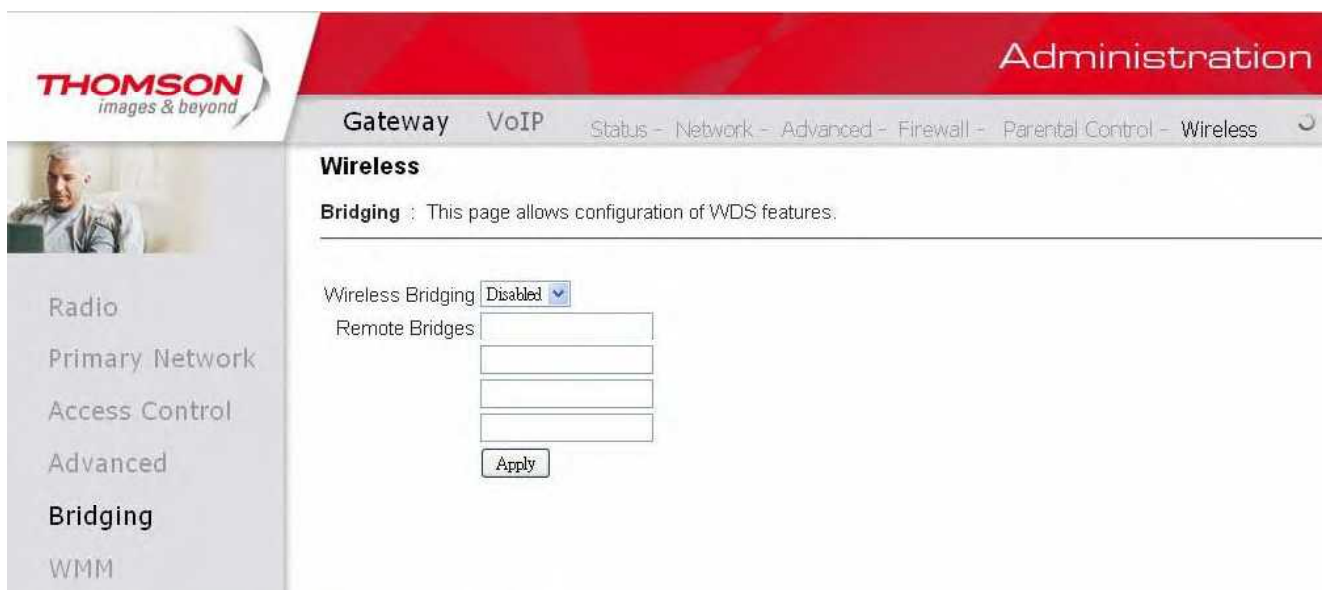 THOMSON
images & beyond
Administration
Gateway VoIP Status - Network - Advanced - Firewall - Parental Control - Wireless
Wireless
Bridging : This page allows configuration of WDS features.
Radio
Primary Network
Access Control
Advanced
Bridging
WMM
Wireless Bridging Disabled
Remote Bridges
Apply